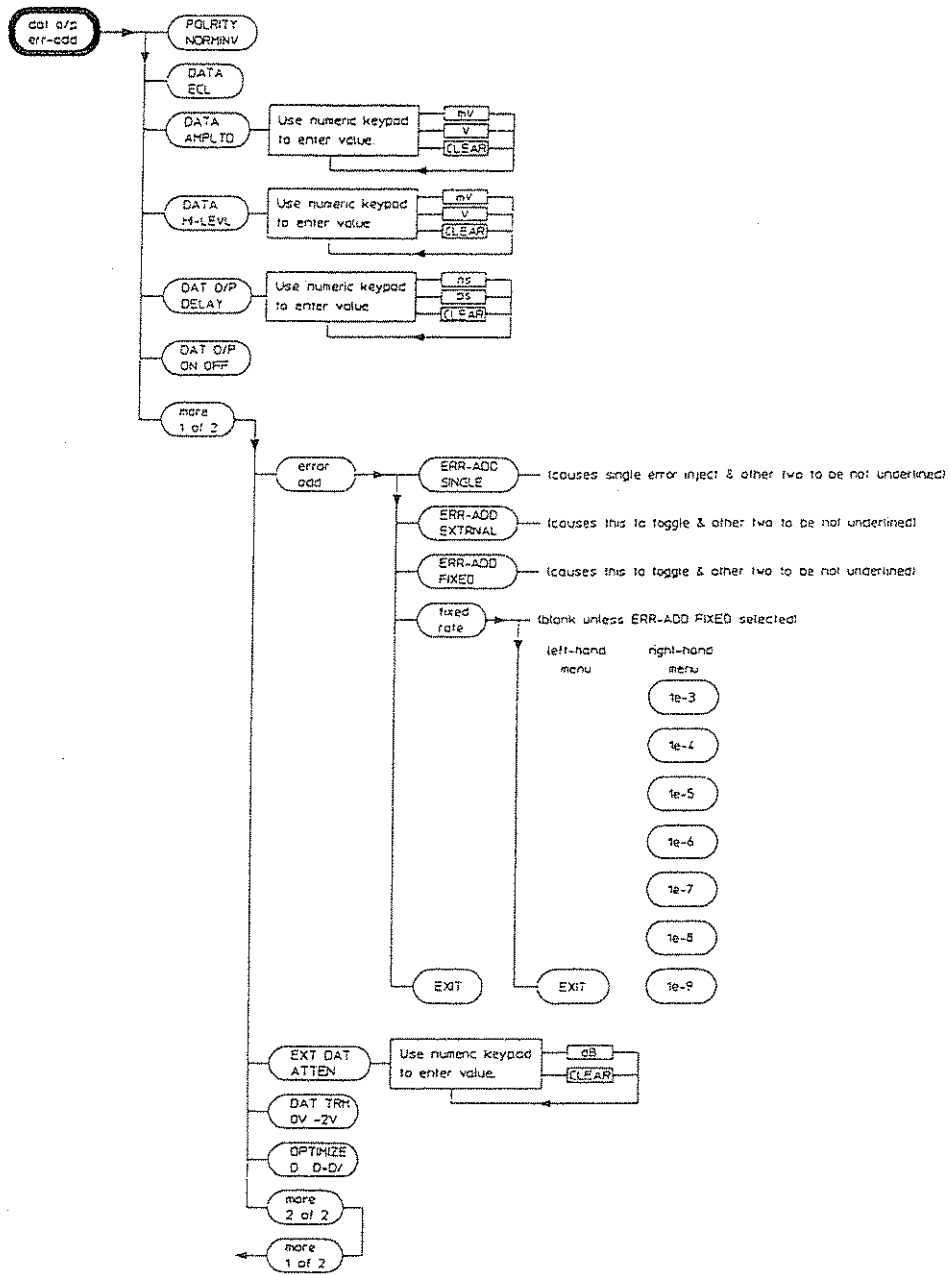 dat o/p
err-add
POLRITY
NORMINV
DATA
ECL
DATA
AMPLTD
Use numeric keypad
to enter value.
mV
V
CLEAR
DATA
HI-LEVL
Use numeric keypad
to enter value
mV
V
CLEAR
DAT O/P
DELAY
Use numeric keypad
to enter value
ns
ps
CLEAR
DAT O/P
ON OFF
more
1 of 2
error
add
ERR-ADD
SINGLE
(causes single error inject & other two to be not underlined)
ERR-ADD
EXTRNAL
(causes this to toggle & other two to be not underlined)
ERR-ADD
FIXED
(causes this to toggle & other two to be not underlined)
fixed
rate
(blank unless ERR-ADD FIXED selected)
left-hand
menu
right-hand
menu
1e-3
1e-4
1e-5
1e-6
1e-7
1e-8
1e-9
EXIT
EXIT
EXT DAT
ATTEN
Use numeric keypad
to enter value.
dB
CLEAR
DAT TRM
0V -2V
OPTIMIZE
D D+D/
more
2 of 2
more
1 of 2